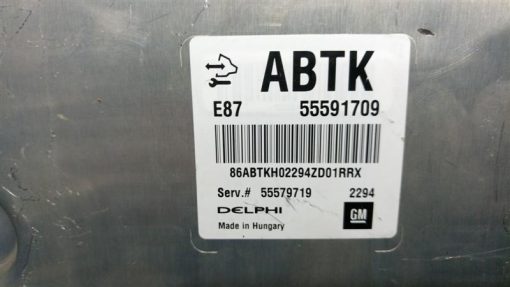 ABTK
E87 55591709
86ABTKH02294ZD01RRX
Serv.# 55579719 2294
DELPHI GM
Made in Hungary